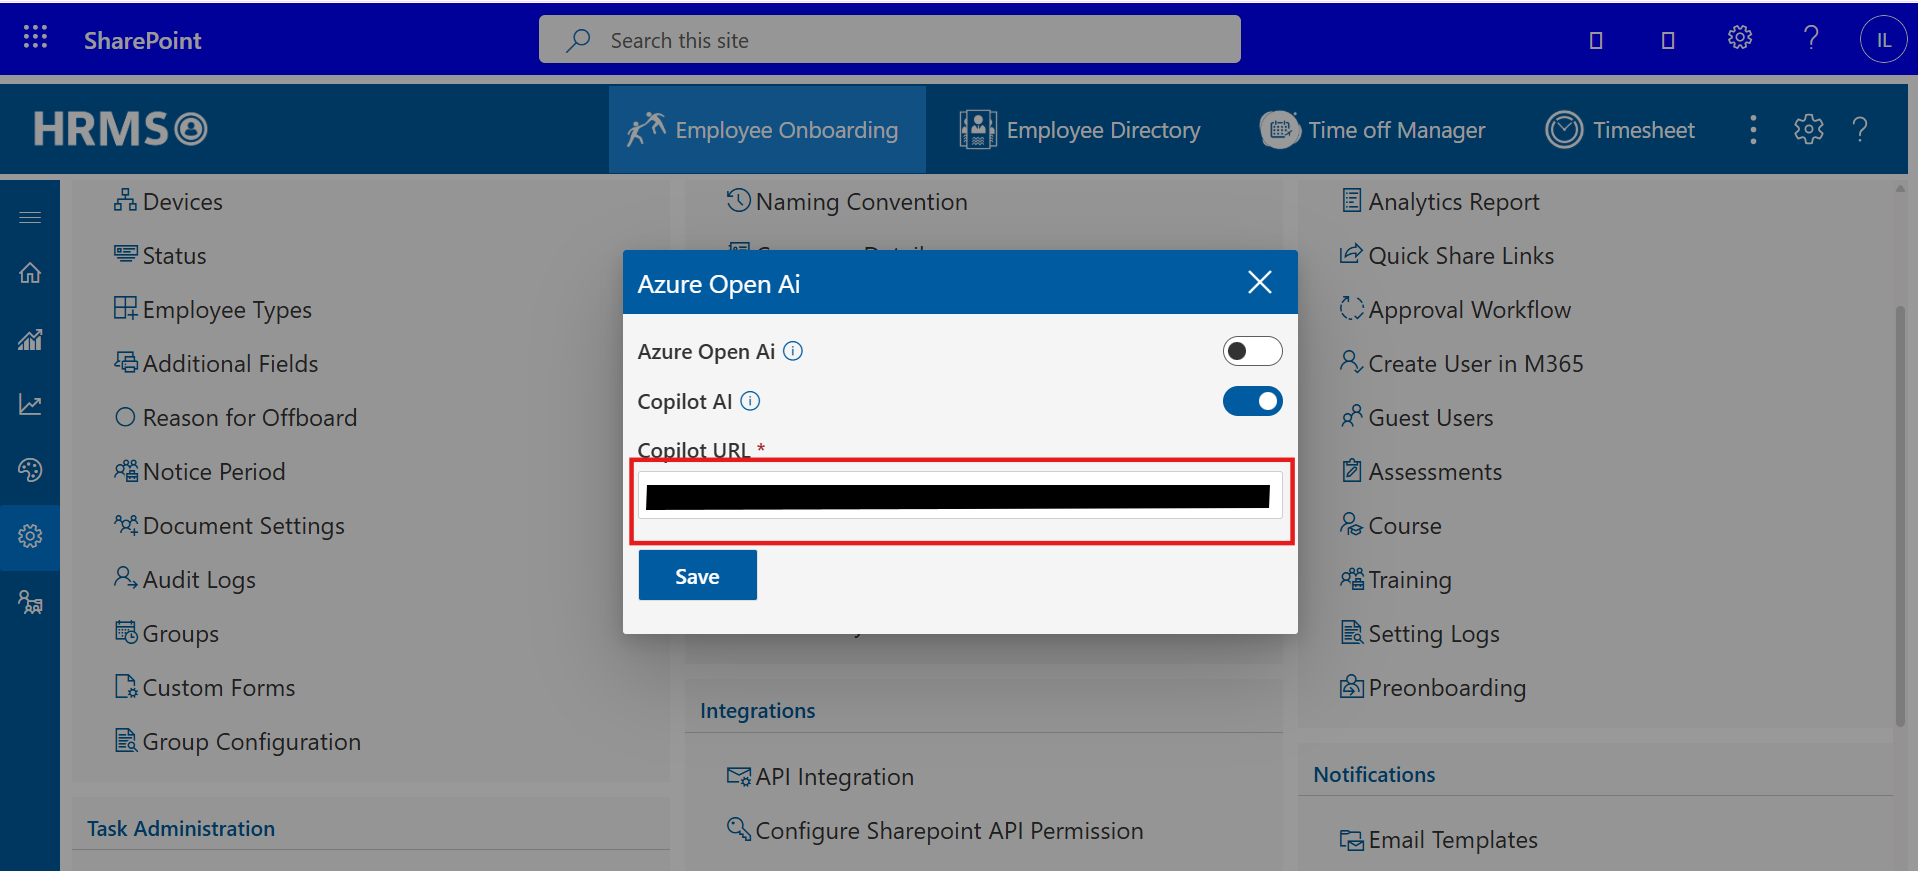 SharePoint
Search this site
IL
HRMS
Employee Onboarding
Employee Directory
Time off Manager
Timesheet
Devices
Status
Employee Types
Additional Fields
Reason for Offboard
Notice Period
Document Settings
Audit Logs
Groups
Custom Forms
Group Configuration
Task Administration
Naming Convention
Azure Open Ai
Azure Open Ai
Copilot AI
Copilot URL *
Save
Integrations
API Integration
Configure Sharepoint API Permission
Analytics Report
Quick Share Links
Approval Workflow
Create User in M365
Guest Users
Assessments
Course
Training
Setting Logs
Preonboarding
Notifications
Email Templates